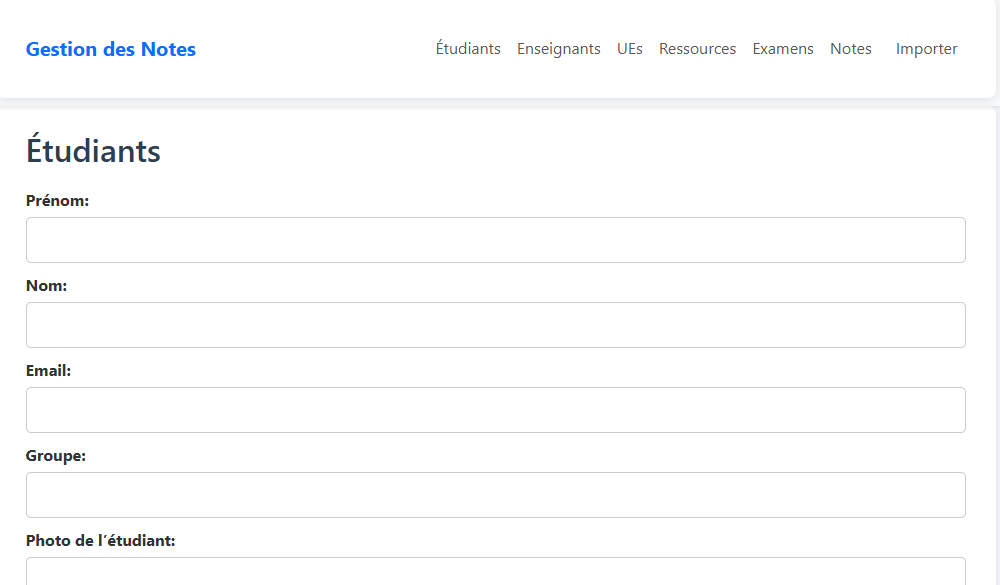 Gestion des Notes Étudiants Enseignants UEs Ressources Examens Notes Importer
Étudiants
Prénom:
Nom:
Email:
Groupe:
Photo de l'étudiant: